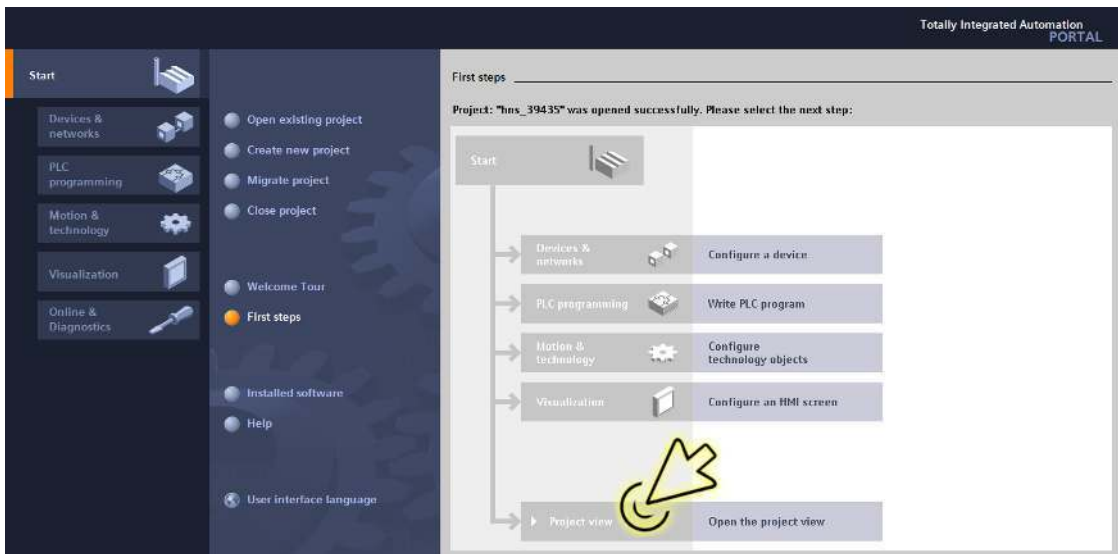 Totally Integrated Automation
PORTAL
Start
Devices &
networks
PLC
programming
Motion &
technology
Visualization
Online &
Diagnostics
Open existing project
Create new project
Migrate project
Close project
Welcome Tour
First steps
Installed software
Help
User interface language
First steps
Project: "hns_39435" was opened successfully. Please select the next step:
Start
Devices &
networks
Configure a device
PLC programming
Write PLC program
Motion &
technology
Configure
technology objects
Visualization
Configure an HMI screen
Project view
Open the project view